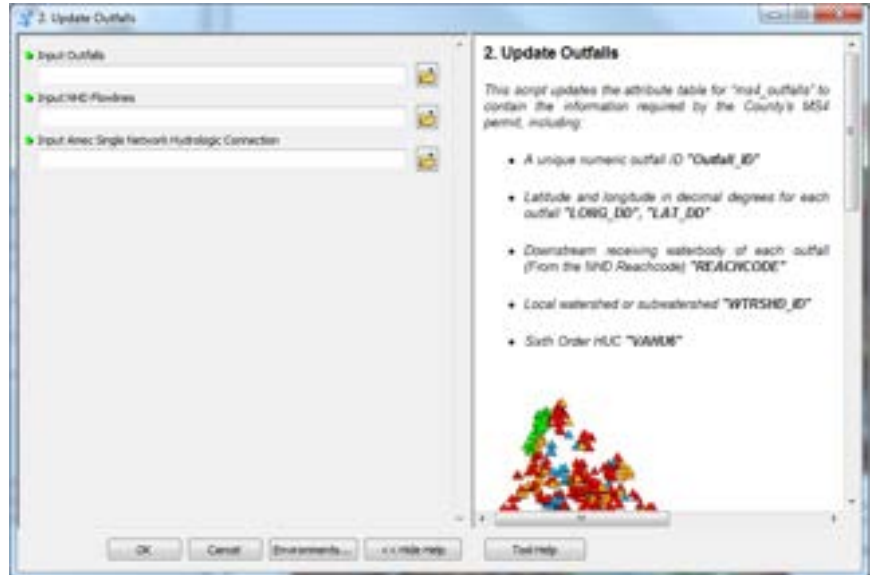 2. Update Outfalls
Input Outfalls
Input NHD Flowlines
Input Amec Single Network Hydrologic Connection
OK
Cancel
Environments...
<< Hide Help
2. Update Outfalls
This script updates the attribute table for "ms4_outfalls" to
contain the information required by the County's MS4
permit, including:
• A unique numeric outfall ID "Outfall_ID"
• Latitude and longitude in decimal degrees for each
outfall "LONG_DD", "LAT_DD"
• Downstream receiving waterbody of each outfall
(From the NHD Reachcode) "REACHCODE"
• Local watershed or subwatershed "WTRSHD_ID"
• Sixth Order HUC "VAHU6"
Tool Help